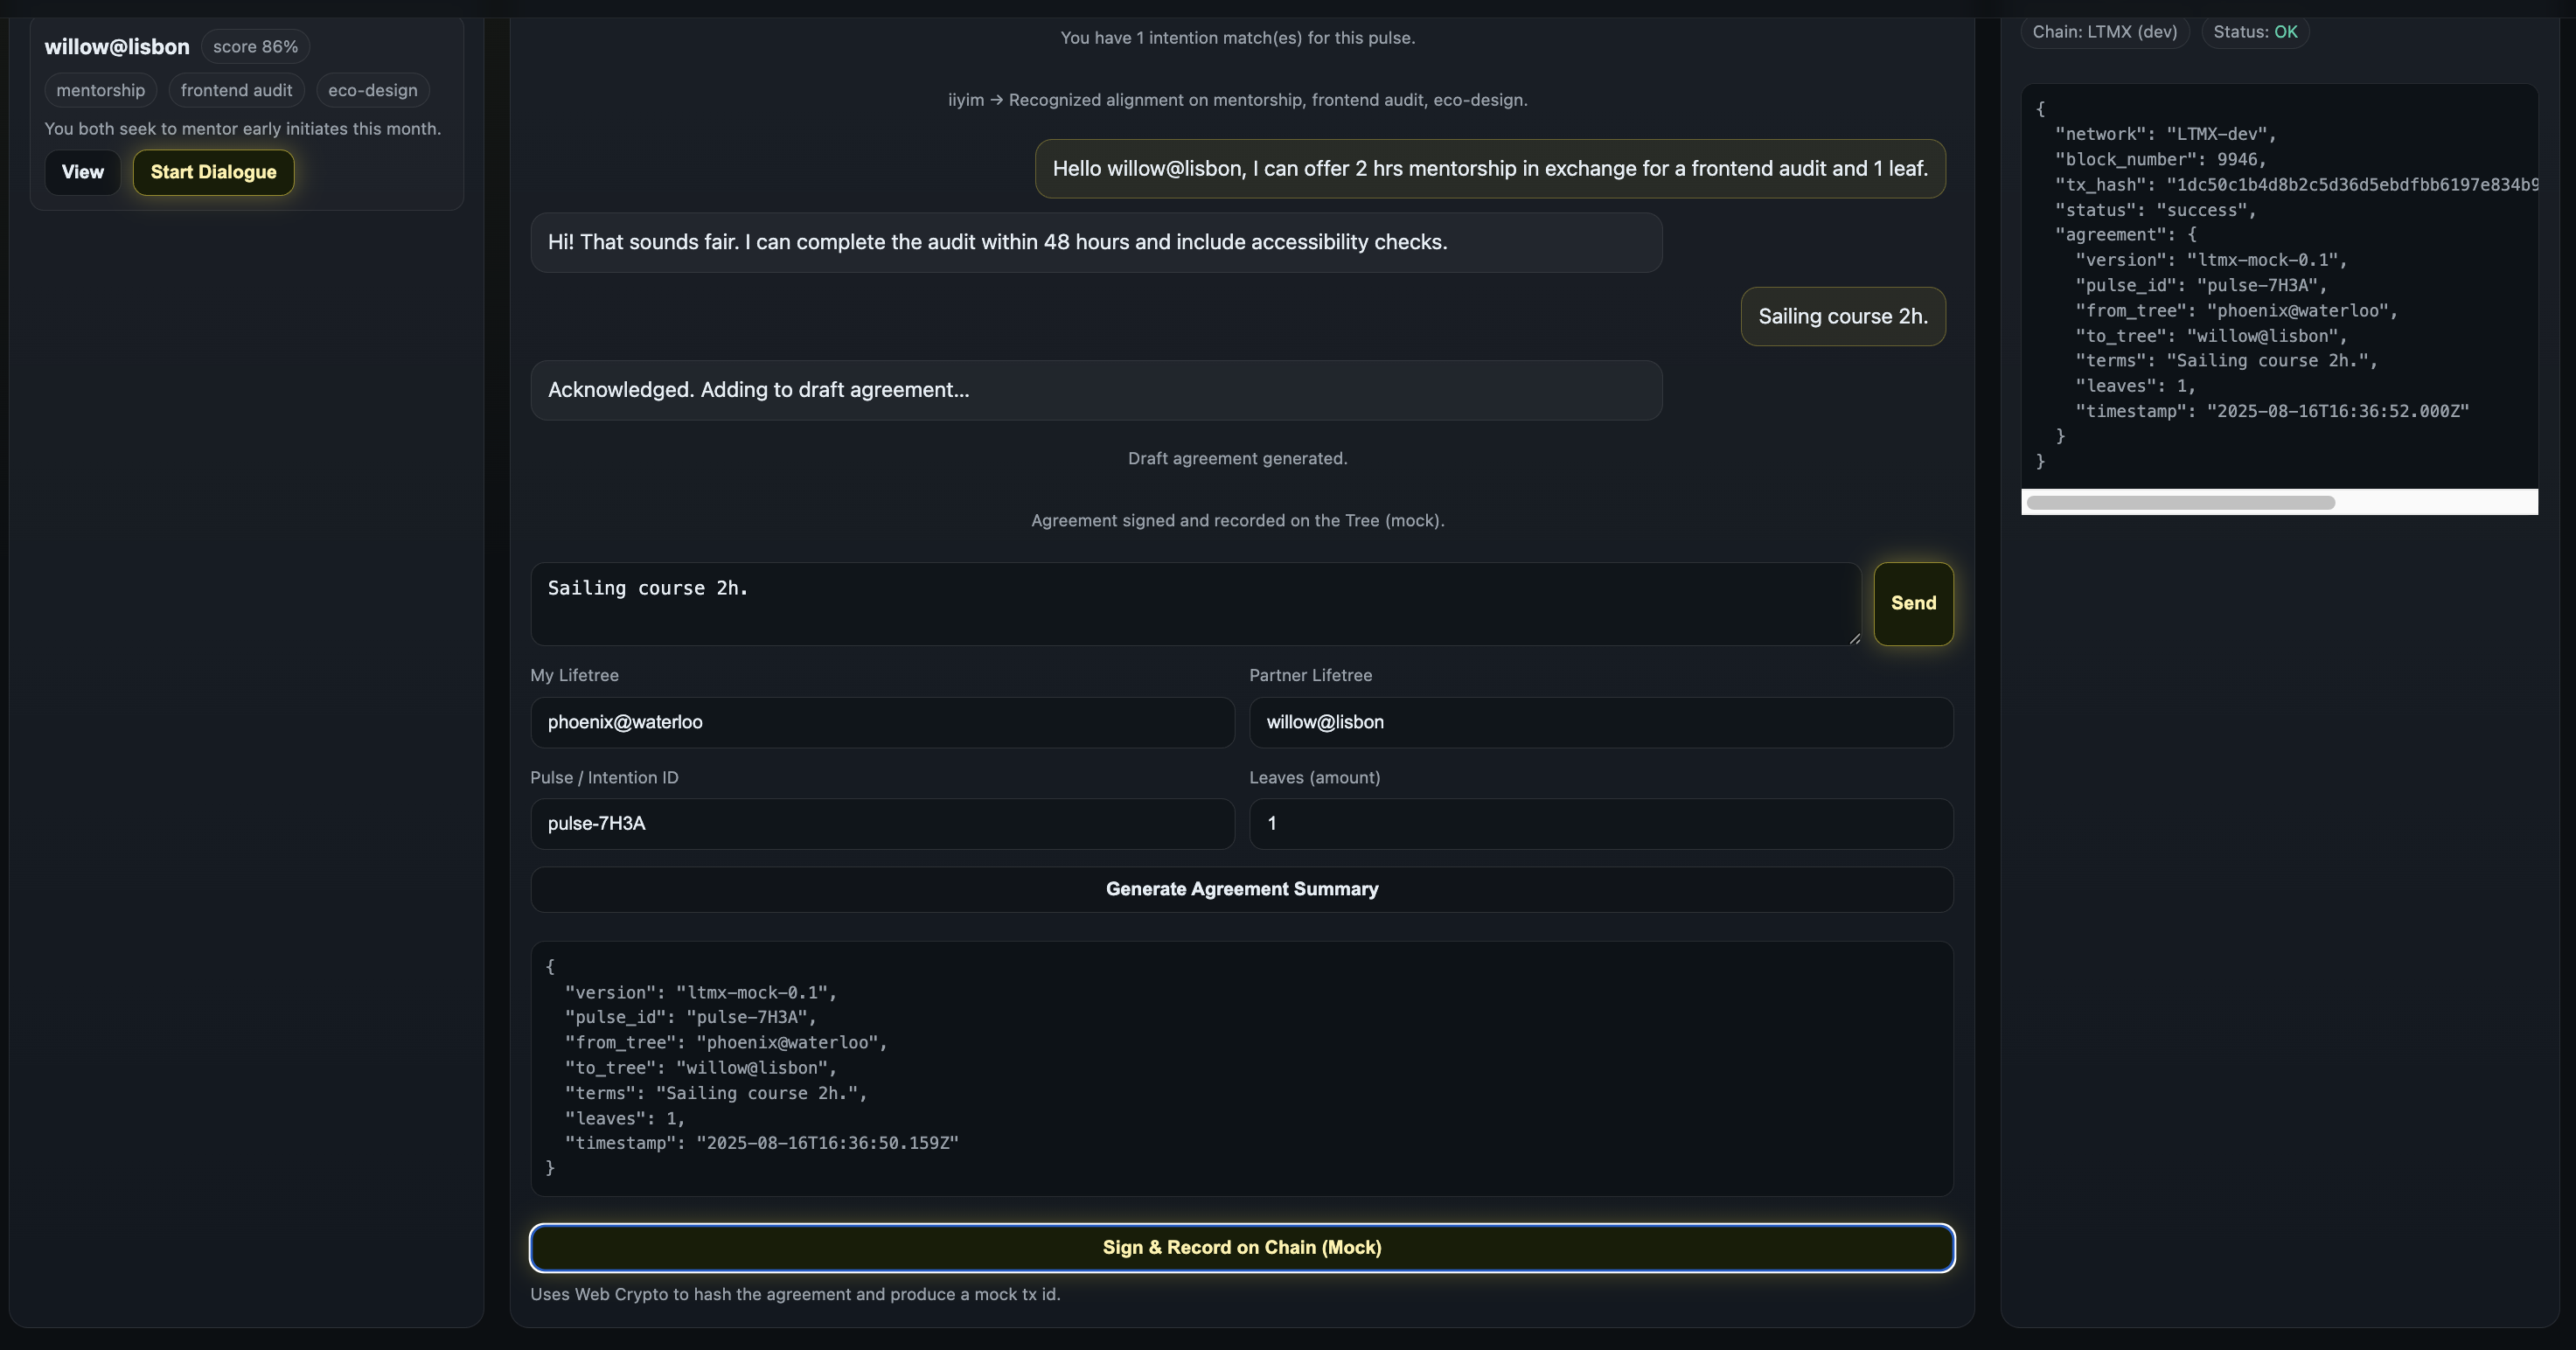 willow@lisbon
score 86%
mentorship
frontend audit
eco-design
You both seek to mentor early initiates this month.
View
Start Dialogue
You have 1 intention match(es) for this pulse.
iiyim → Recognized alignment on mentorship, frontend audit, eco-design.
Hello willow@lisbon, I can offer 2 hrs mentorship in exchange for a frontend audit and 1 leaf.
Hi! That sounds fair. I can complete the audit within 48 hours and include accessibility checks.
Sailing course 2h.
Acknowledged. Adding to draft agreement...
Draft agreement generated.
Agreement signed and recorded on the Tree (mock).
Sailing course 2h.
Send
My Lifetree
Partner Lifetree
phoenix@waterloo
willow@lisbon
Pulse / Intention ID
Leaves (amount)
pulse-7H3A
1
Generate Agreement Summary
{
"version": "ltmx-mock-0.1",
"pulse_id": "pulse-7H3A",
"from_tree": "phoenix@waterloo",
"to_tree": "willow@lisbon",
"terms": "Sailing course 2h.",
"leaves": 1,
"timestamp": "2025-08-16T16:36:50.159Z"
}
Sign & Record on Chain (Mock)
Uses Web Crypto to hash the agreement and produce a mock tx id.
Chain: LTMX (dev)
Status: OK
{
"network": "LTMX-dev",
"block_number": 9946,
"tx_hash": "1dc50c1b4d8b2c5d36d5ebdfbb6197e834b9
"status": "success",
"agreement": {
"version": "ltmx-mock-0.1",
"pulse_id": "pulse-7H3A",
"from_tree": "phoenix@waterloo",
"to_tree": "willow@lisbon",
"terms": "Sailing course 2h.",
"leaves": 1,
"timestamp": "2025-08-16T16:36:52.000Z"
}
}